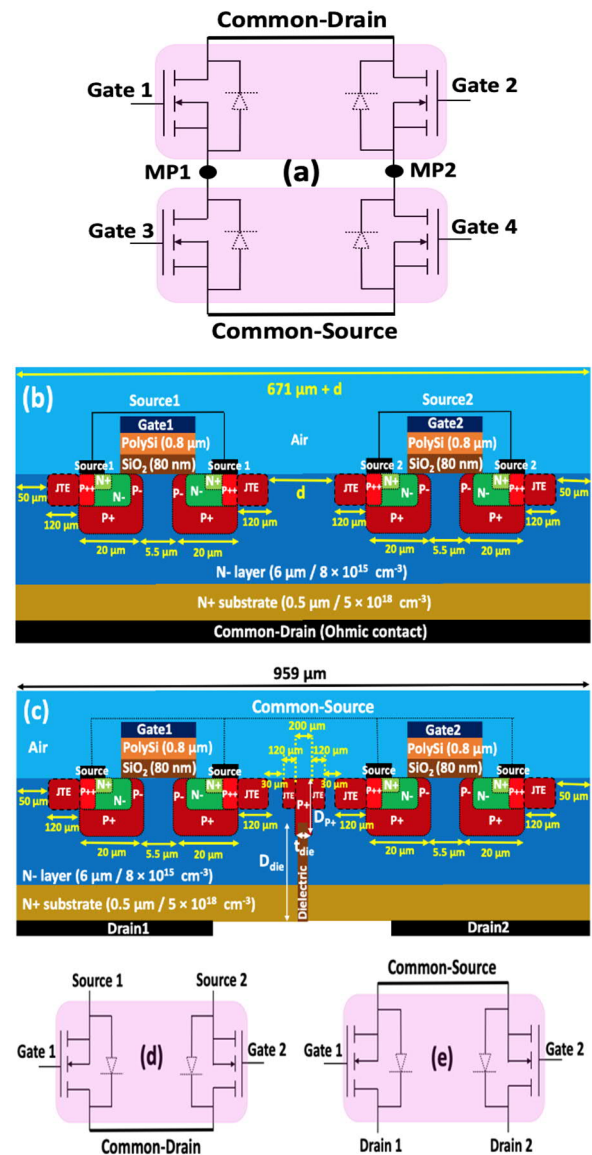 Common-Drain
Gate 1
Gate 2
MP1
(a)
MP2
Gate 3
Gate 4
Common-Source
(b)
671 µm + d
Source1
Source2
Gate1
Air
Gate2
PolySi (0.8 µm)
PolySi (0.8 µm)
Source1
SiO₂ (80 nm)
Source 1
Source 2
SiO₂ (80 nm)
Source 2
JTE
P++
N+
N-
P-
P-
N+
N-
P++
JTE
JTE
P++
N+
N-
P-
P-
N+
N-
P++
JTE
50 µm
d
50 µm
120 µm
P+
P+
120 µm
120 µm
P+
P+
120 µm
20 µm
5.5 µm
20 µm
20 µm
5.5 µm
20 µm
N- layer (6 µm / 8 × 10¹⁵ cm⁻³)
N+ substrate (0.5 µm / 5 × 10¹⁸ cm⁻³)
Common-Drain (Ohmic contact)
959 µm
(c)
Common-Source
Gate1
200 µm
Gate2
Air
PolySi (0.8 µm)
120 µm
120 µm
PolySi (0.8 µm)
Source
SiO₂ (80 nm)
Source
30 µm
30 µm
Source
SiO₂ (80 nm)
Source
JTE
P++
N+
N-
P-
P-
N+
N-
P++
JTE
JTE
P+
JTE
JTE
P++
N+
N-
P-
P-
N+
N-
P++
JTE
50 µm
50 µm
120 µm
P+
P+
120 µm
D_P+
120 µm
P+
P+
120 µm
20 µm
5.5 µm
20 µm
D_die
t_die
20 µm
5.5 µm
20 µm
Dielectric
N- layer (6 µm / 8 × 10¹⁵ cm⁻³)
N+ substrate (0.5 µm / 5 × 10¹⁸ cm⁻³)
Drain1
Drain2
Source 1
Source 2
Gate 1
(d)
Gate 2
Common-Drain
Common-Source
Gate 1
(e)
Gate 2
Drain 1
Drain 2